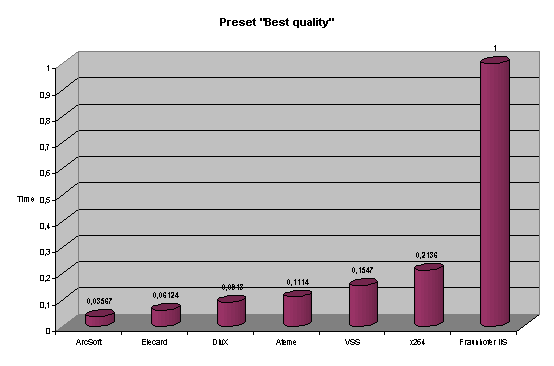 Preset "Best quality"
1
1
0,9
0,8
0,7
0,6
0,5
0,4
0,3
0,2
0,1
0
Time
0,03567
0,06124
0,1114
0,1547
0,2136
ArcSoft
Elecard
DivX
Ateme
VSS
x264
Fraunhofer IIS